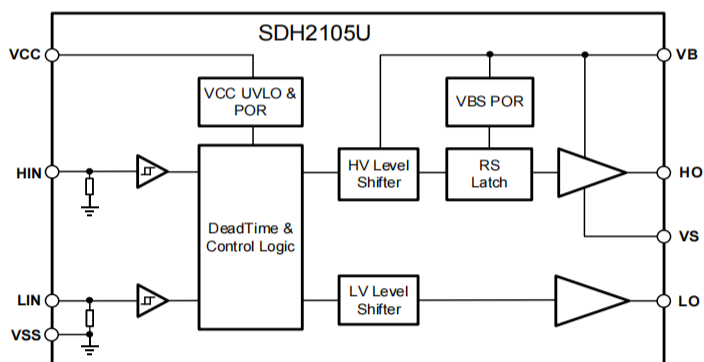 SDH2105U
VCC
VB
VCC UVLO &
POR
VBS POR
HIN
HV Level
Shifter
RS
Latch
HO
DeadTime &
Control Logic
VS
LIN
LV Level
Shifter
LO
VSS